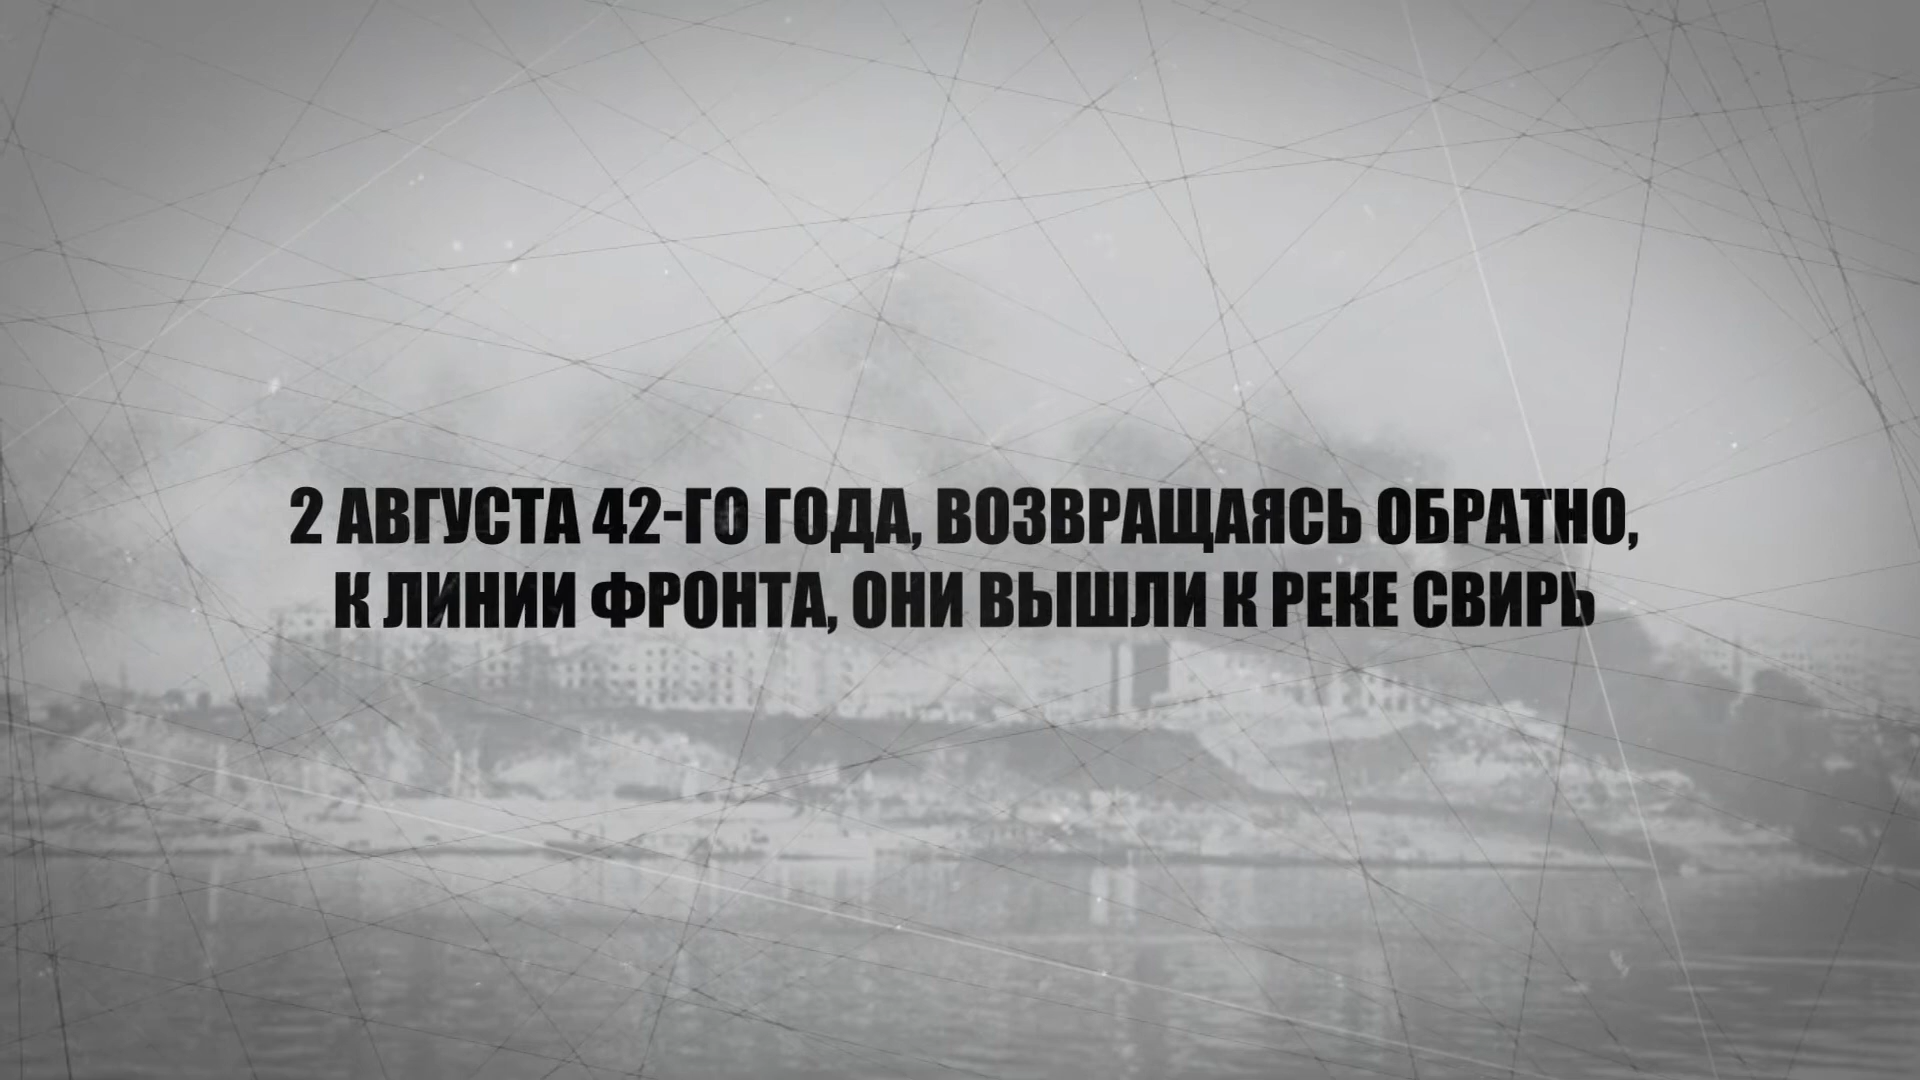 2 АВГУСТА 42-ГО ГОДА, ВОЗВРАЩАЯСЬ ОБРАТНО,
К ЛИНИИ ФРОНТА, ОНИ ВЫШЛИ К РЕКЕ СВИРЬ